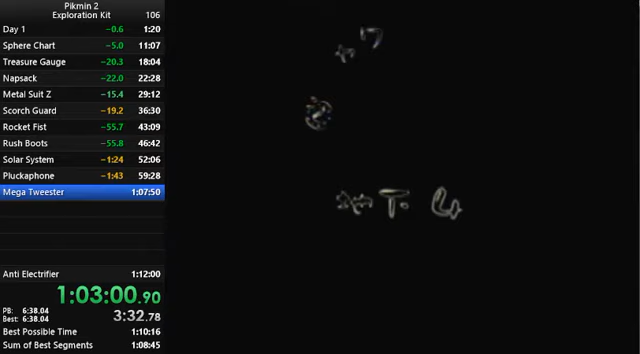 Pikmin 2
Exploration Kit 106
Day 1 -0.6 1:20
Sphere Chart -5.0 11:07
Treasure Gauge -20.3 18:04
Napsack -22.0 22:28
Metal Suit Z -15.4 29:12
Scorch Guard -19.2 36:30
Rocket Fist -55.7 43:09
Rush Boots -55.8 46:42
Solar System -1:24 52:06
Pluckaphone -1:43 59:28
Mega Tweester 1:07:50
Anti Electrifier 1:12:00
1:03:00.90
PB: 6:38.04
Best: 6:38.04
3:32.78
Best Possible Time 1:10:16
Sum of Best Segments 1:08:45